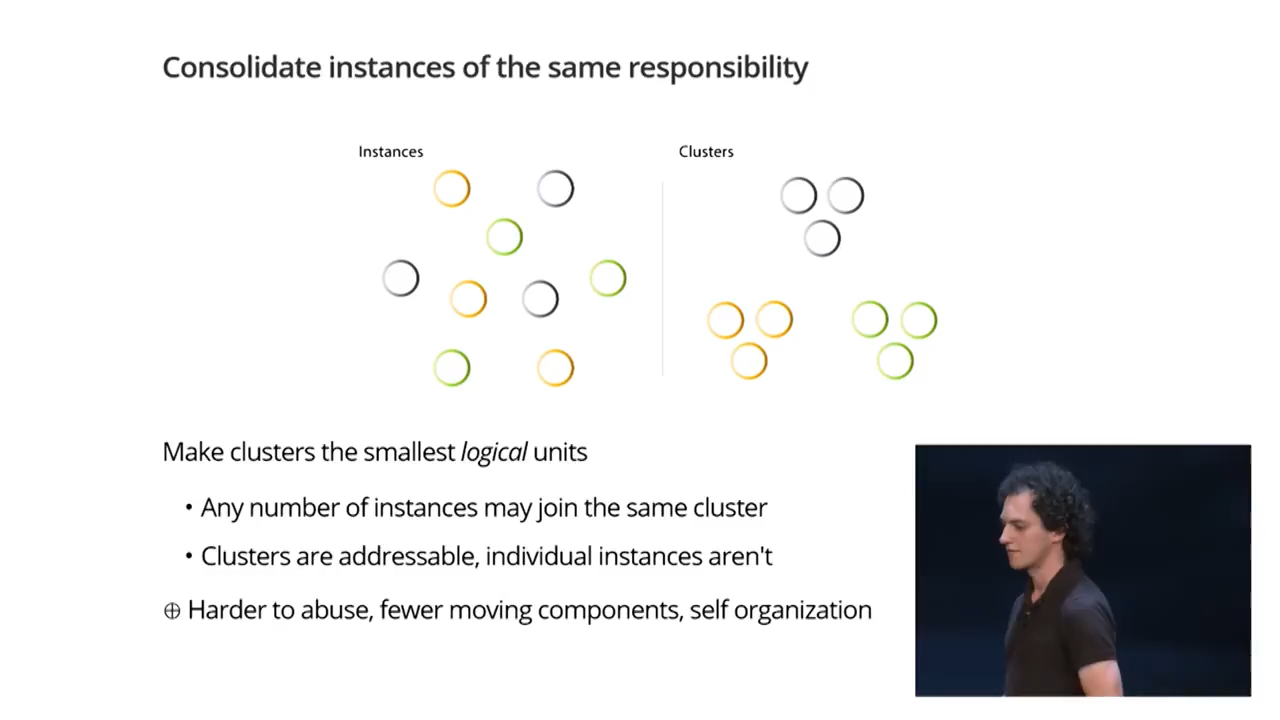 Consolidate instances of the same responsibility
Instances
Clusters
Make clusters the smallest logical units
• Any number of instances may join the same cluster
• Clusters are addressable, individual instances aren't
⊕ Harder to abuse, fewer moving components, self organization